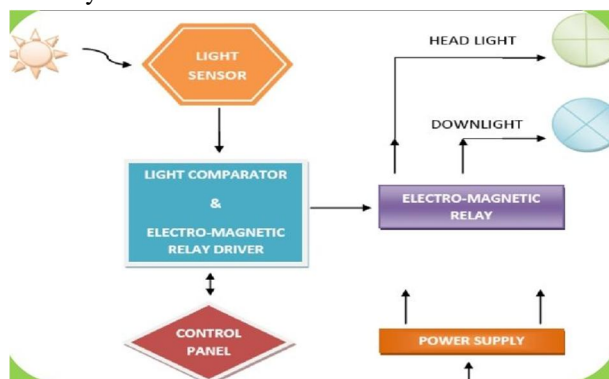 HEAD LIGHT
LIGHT
SENSOR
DOWNLIGHT
LIGHT COMPARATOR
&
ELECTRO-MAGNETIC
RELAY DRIVER
ELECTRO-MAGNETIC
RELAY
CONTROL
PANEL
POWER SUPPLY